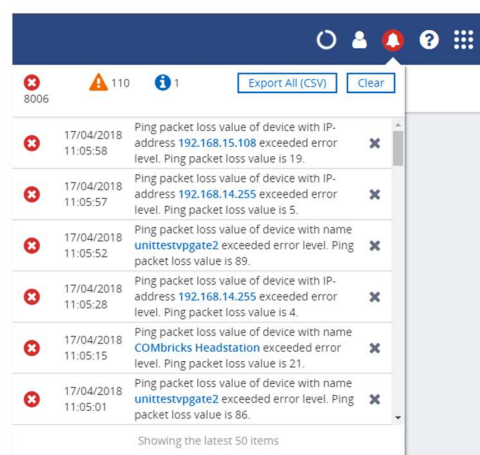 110
1
Export All (CSV)
Clear
8006
17/04/2018
11:05:58
Ping packet loss value of device with IP-
address 192.168.15.108 exceeded error
level. Ping packet loss value is 19.
17/04/2018
11:05:57
Ping packet loss value of device with IP-
address 192.168.14.255 exceeded error
level. Ping packet loss value is 5.
17/04/2018
11:05:52
Ping packet loss value of device with name
unittestvpgate2 exceeded error level. Ping
packet loss value is 89.
17/04/2018
11:05:28
Ping packet loss value of device with IP-
address 192.168.14.255 exceeded error
level. Ping packet loss value is 4.
17/04/2018
11:05:15
Ping packet loss value of device with name
COMbricks Headstation exceeded error
level. Ping packet loss value is 21.
17/04/2018
11:05:01
Ping packet loss value of device with name
unittestvpgate2 exceeded error level. Ping
packet loss value is 86.
Showing the latest 50 items